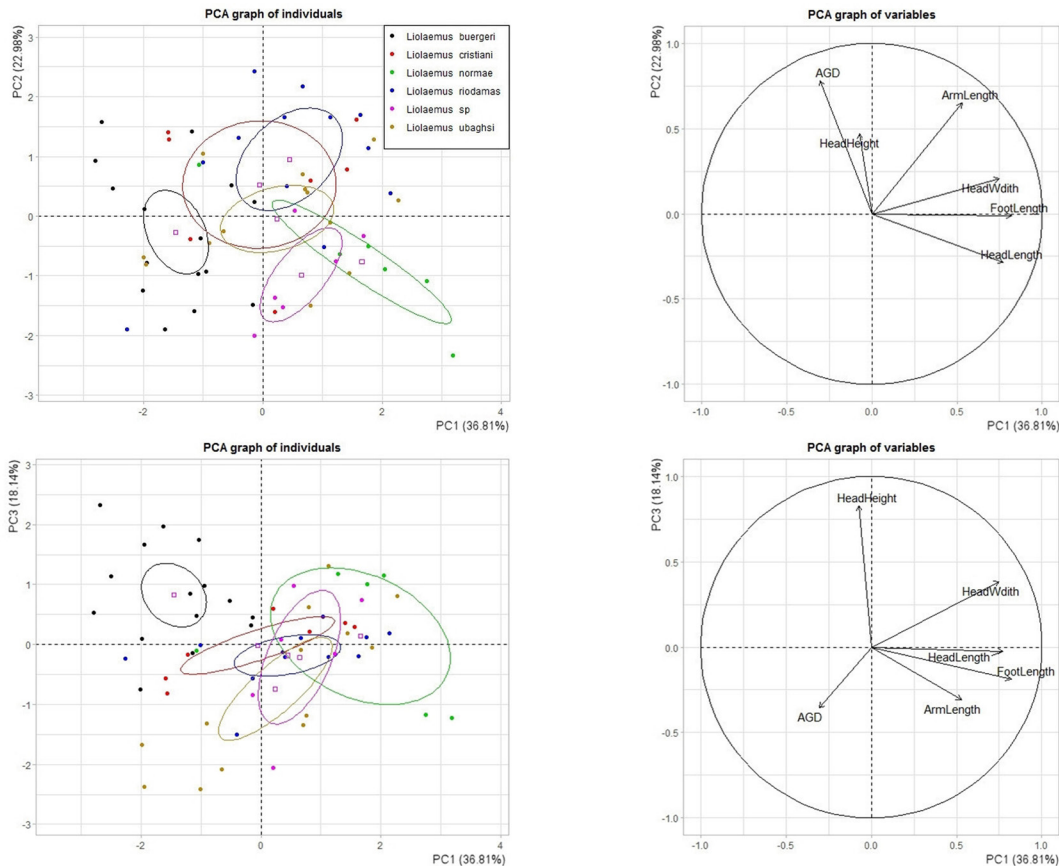 PCA graph of individuals
PC2 (22.98%)
3
2
1
0
-1
-2
-3
-2
0
2
4
PC1 (36.81%)
Liolaemus buergeri
Liolaemus cristiani
Liolaemus normae
Liolaemus riodamas
Liolaemus sp
Liolaemus ubaghsi
PCA graph of variables
PC2 (22.98%)
1.0
0.5
0.0
-0.5
-1.0
-1.0
-0.5
0.0
0.5
1.0
PC1 (36.81%)
AGD
ArmLength
HeadHeight
HeadWdith
FootLength
HeadLength
PCA graph of individuals
PC3 (18.14%)
3
2
1
0
-1
-2
-3
-2
0
2
4
PC1 (36.81%)
PCA graph of variables
PC3 (18.14%)
1.0
0.5
0.0
-0.5
-1.0
-1.0
-0.5
0.0
0.5
1.0
PC1 (36.81%)
HeadHeight
HeadWdith
HeadLength
FootLength
ArmLength
AGD